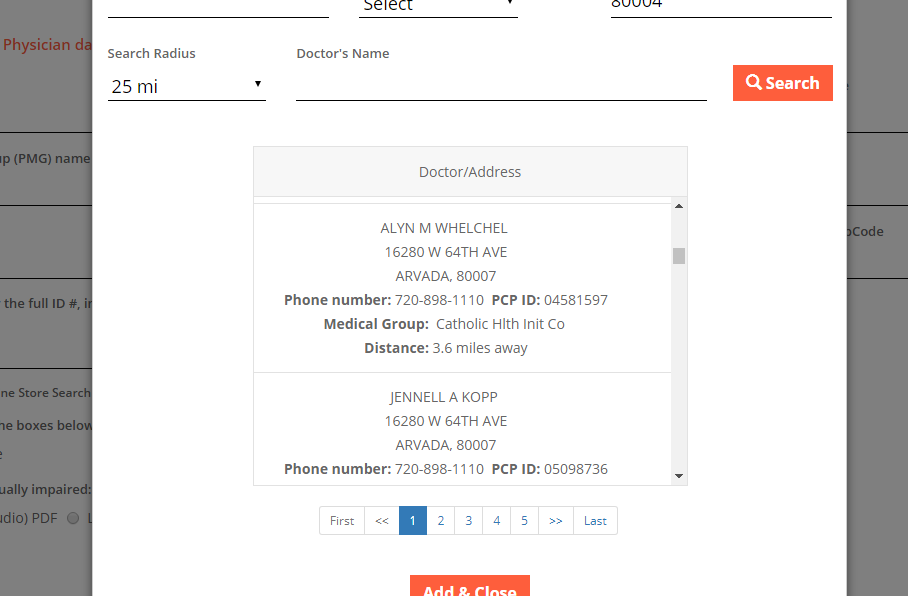 Select
80004
Physician da
Search Radius
Doctor's Name
25 mi
Search
up (PMG) name
Doctor/Address
ALYN M WHELCHEL
16280 W 64TH AVE
pCode
ARVADA, 80007
the full ID #, in
Phone number: 720-898-1110 PCP ID: 04581597
Medical Group: Catholic Hlth Init Co
Distance: 3.6 miles away
ne Store Search
JENNELL A KOPP
he boxes below
16280 W 64TH AVE
e
ARVADA, 80007
Phone number: 720-898-1110 PCP ID: 05098736
ually impaired:
udio) PDF L
First << 1 2 3 4 5 >> Last
Add & Close